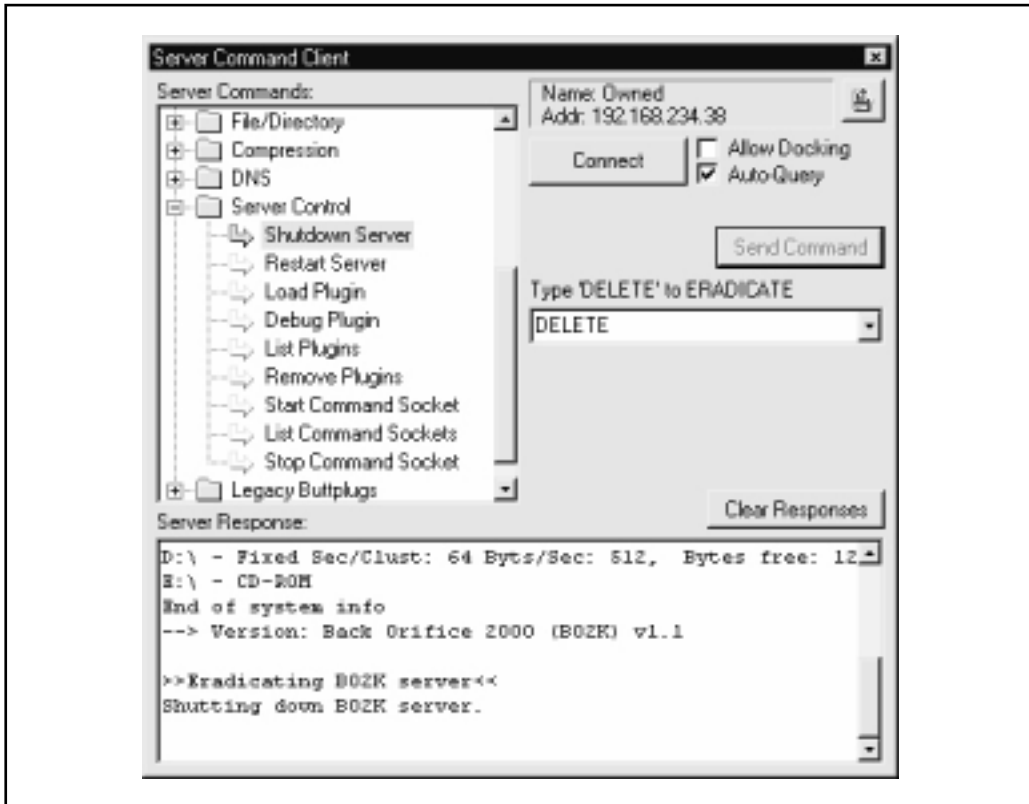 Server Command Client
Server Commands:
File/Directory
Compression
DNS
Server Control
Shutdown Server
Restart Server
Load Plugin
Debug Plugin
List Plugins
Remove Plugins
Start Command Socket
List Command Sockets
Stop Command Socket
Legacy Buttplugs
Name: Owned
Addr: 192.168.234.38
Connect
Allow Docking
Auto-Query
Send Command
Type 'DELETE' to ERADICATE
DELETE
Clear Responses
Server Response:
D:\ - Fixed Sec/Clust: 64 Byts/Sec: 512, Bytes free: 12
E:\ - CD-ROM
End of system info
--> Version: Back Orifice 2000 (BO2K) v1.1
>>Eradicating BO2K server<<
Shutting down BO2K server.